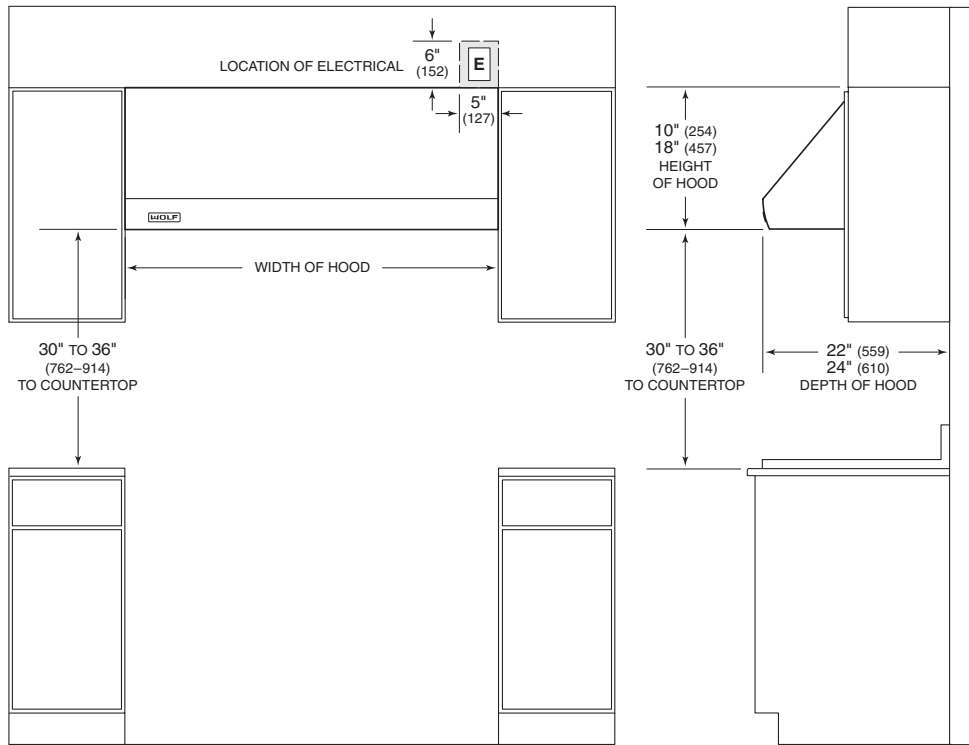 LOCATION OF ELECTRICAL
6"
(152)
E
5"
(127)
WOLF
WIDTH OF HOOD
30" TO 36"
(762–914)
TO COUNTERTOP
10" (254)
18" (457)
HEIGHT
OF HOOD
30" TO 36"
(762–914)
TO COUNTERTOP
22" (559)
24" (610)
DEPTH OF HOOD